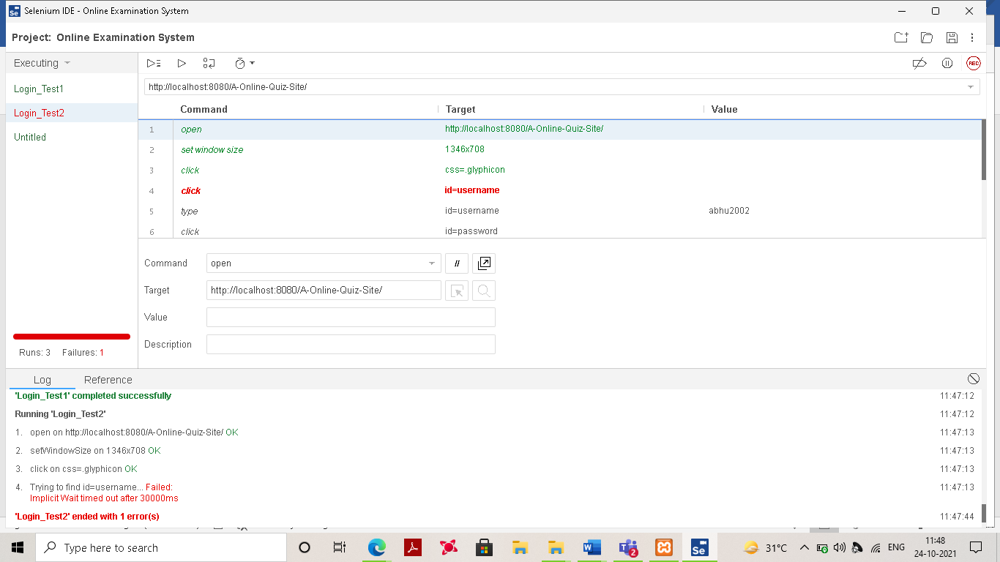 Selenium IDE - Online Examination System
Project: Online Examination System
Executing
Login_Test1
Login_Test2
Untitled
Runs: 3 Failures: 1
REC
http://localhost:8080/A-Online-Quiz-Site/
Command Target Value
1 open http://localhost:8080/A-Online-Quiz-Site/
2 set window size 1346x708
3 click css=.glyphicon
4 click id=username
5 type id=username abhu2002
6 click id=password
Command open //
Target http://localhost:8080/A-Online-Quiz-Site/
Value
Description
Log Reference
'Login_Test1' completed successfully 11:47:12
Running 'Login_Test2' 11:47:12
1. open on http://localhost:8080/A-Online-Quiz-Site/ OK 11:47:13
2. setWindowSize on 1346x708 OK 11:47:13
3. click on css=.glyphicon OK 11:47:13
4. Trying to find id=username... Failed: 11:47:13
Implicit Wait timed out after 30000ms
'Login_Test2' ended with 1 error(s) 11:47:44
Type here to search
W
2
Se
31°C
ENG
11:48
24-10-2021